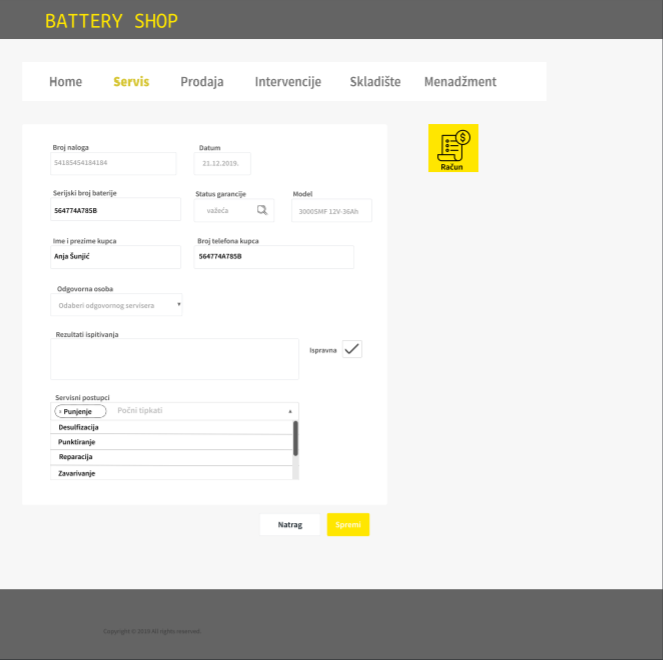 BATTERY SHOP
Home Servis Prodaja Intervencije Skladište Menadžment
Broj naloga Datum
54185454184184 21.12.2019.
Račun
Serijski broj baterije Status garancije Model
564774A785B važeća 3000SMF 12V-36Ah
Ime i prezime kupca Broj telefona kupca
Anja Šunjić 564774A785B
Odgovorna osoba
Odaberi odgovornog servisera
Rezultati ispitivanja
Ispravna
Servisni postupci
× Punjenje Počni tipkati
Desulfizacija
Punktiranje
Reparacija
Zavarivanje
Natrag Spremi
Copyright © 2019 All rights reserved.